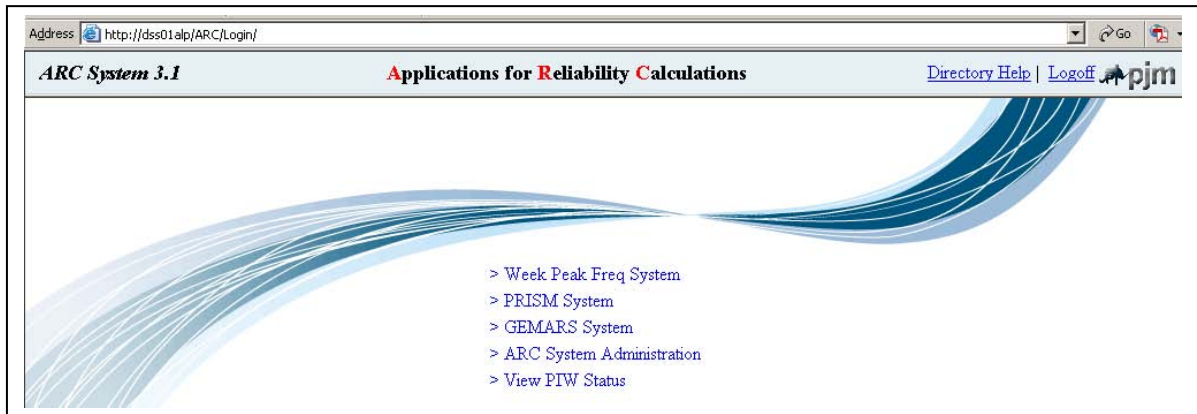 Address http://dss01alp/ARC/Login/ Go
ARC System 3.1 Applications for Reliability Calculations Directory Help | Logoff pjm
> Week Peak Freq System
> PRISM System
> GEMARS System
> ARC System Administration
> View PIW Status